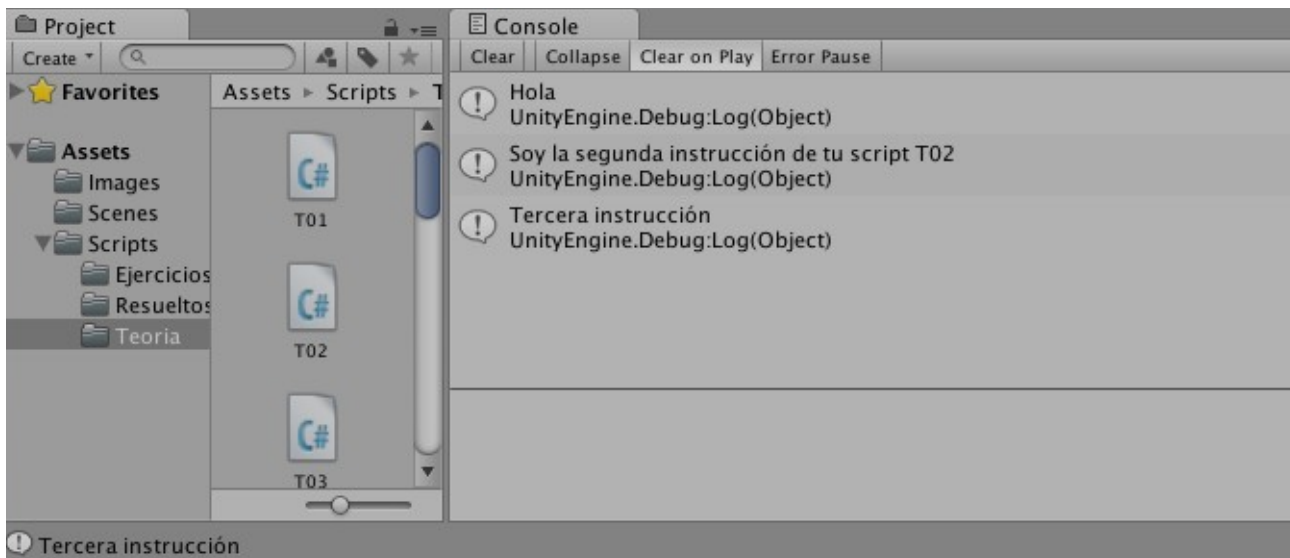 Project
Create
Favorites
Assets
Images
Scenes
Scripts
Ejercicios
Resueltos
Teoria
Assets ▸ Scripts ▸ T
T01
T02
T03
Console
Clear Collapse Clear on Play Error Pause
Hola
UnityEngine.Debug:Log(Object)
Soy la segunda instrucción de tu script T02
UnityEngine.Debug:Log(Object)
Tercera instrucción
UnityEngine.Debug:Log(Object)
Tercera instrucción